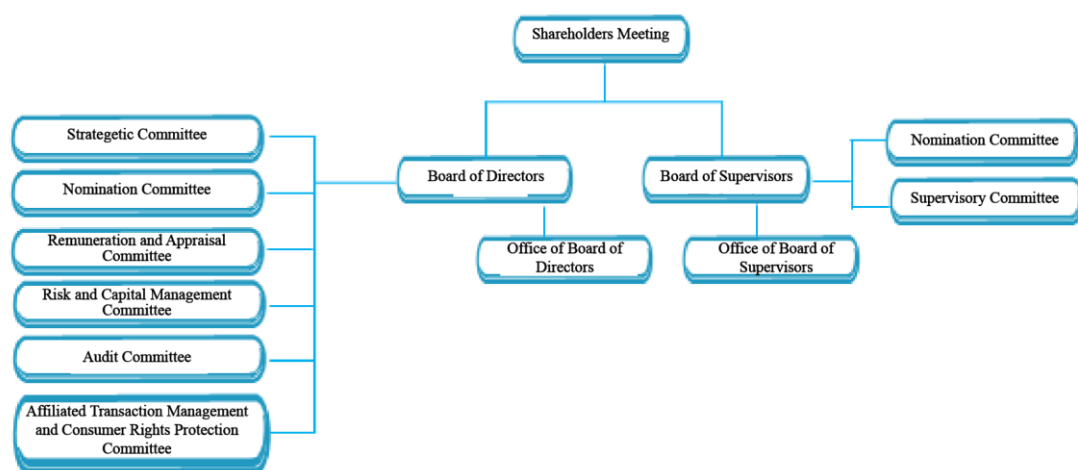 Shareholders Meeting
Strategetic Committee
Nomination Committee
Remuneration and Appraisal
Committee
Risk and Capital Management
Committee
Audit Committee
Affiliated Transaction Management
and Consumer Rights Protection
Committee
Board of Directors
Office of Board of
Directors
Board of Supervisors
Office of Board of
Supervisors
Nomination Committee
Supervisory Committee